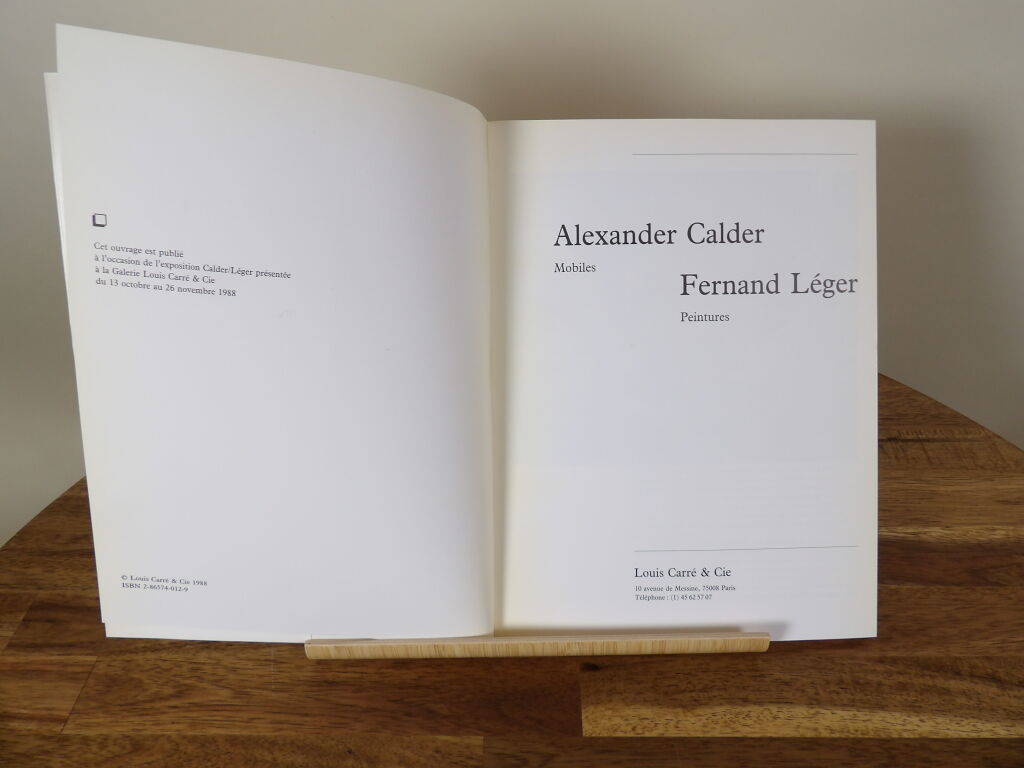 Cet ouvrage est publié
à l'occasion de l'exposition Calder/Léger présentée
à la Galerie Louis Carré & Cie
du 13 octobre au 26 novembre 1988
© Louis Carré & Cie 1988
ISBN 2-86574-012-9
Alexander Calder
Mobiles
Fernand Léger
Peintures
Louis Carré & Cie
10 avenue de Messine, 75008 Paris
Téléphone : (1) 45 62 57 07